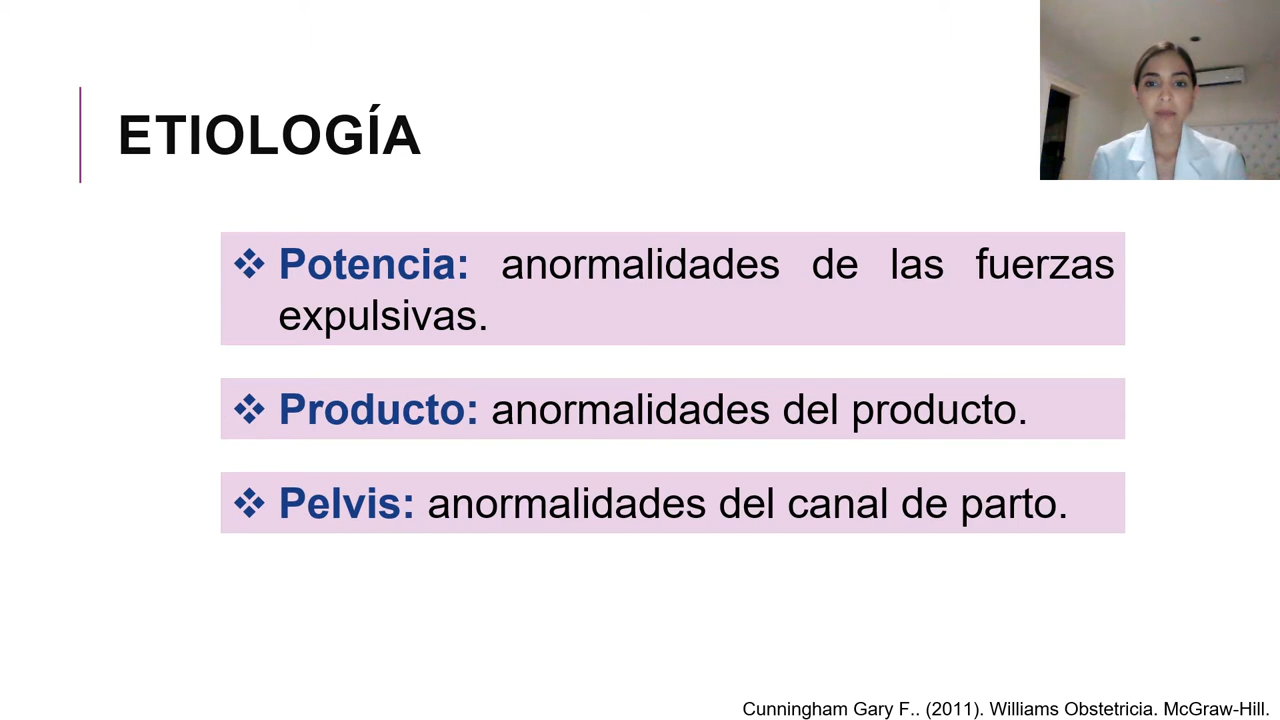 ETIOLOGÍA
❖ Potencia: anormalidades de las fuerzas
expulsivas.
❖ Producto: anormalidades del producto.
❖ Pelvis: anormalidades del canal de parto.
Cunningham Gary F.. (2011). Williams Obstetricia. McGraw-Hill.